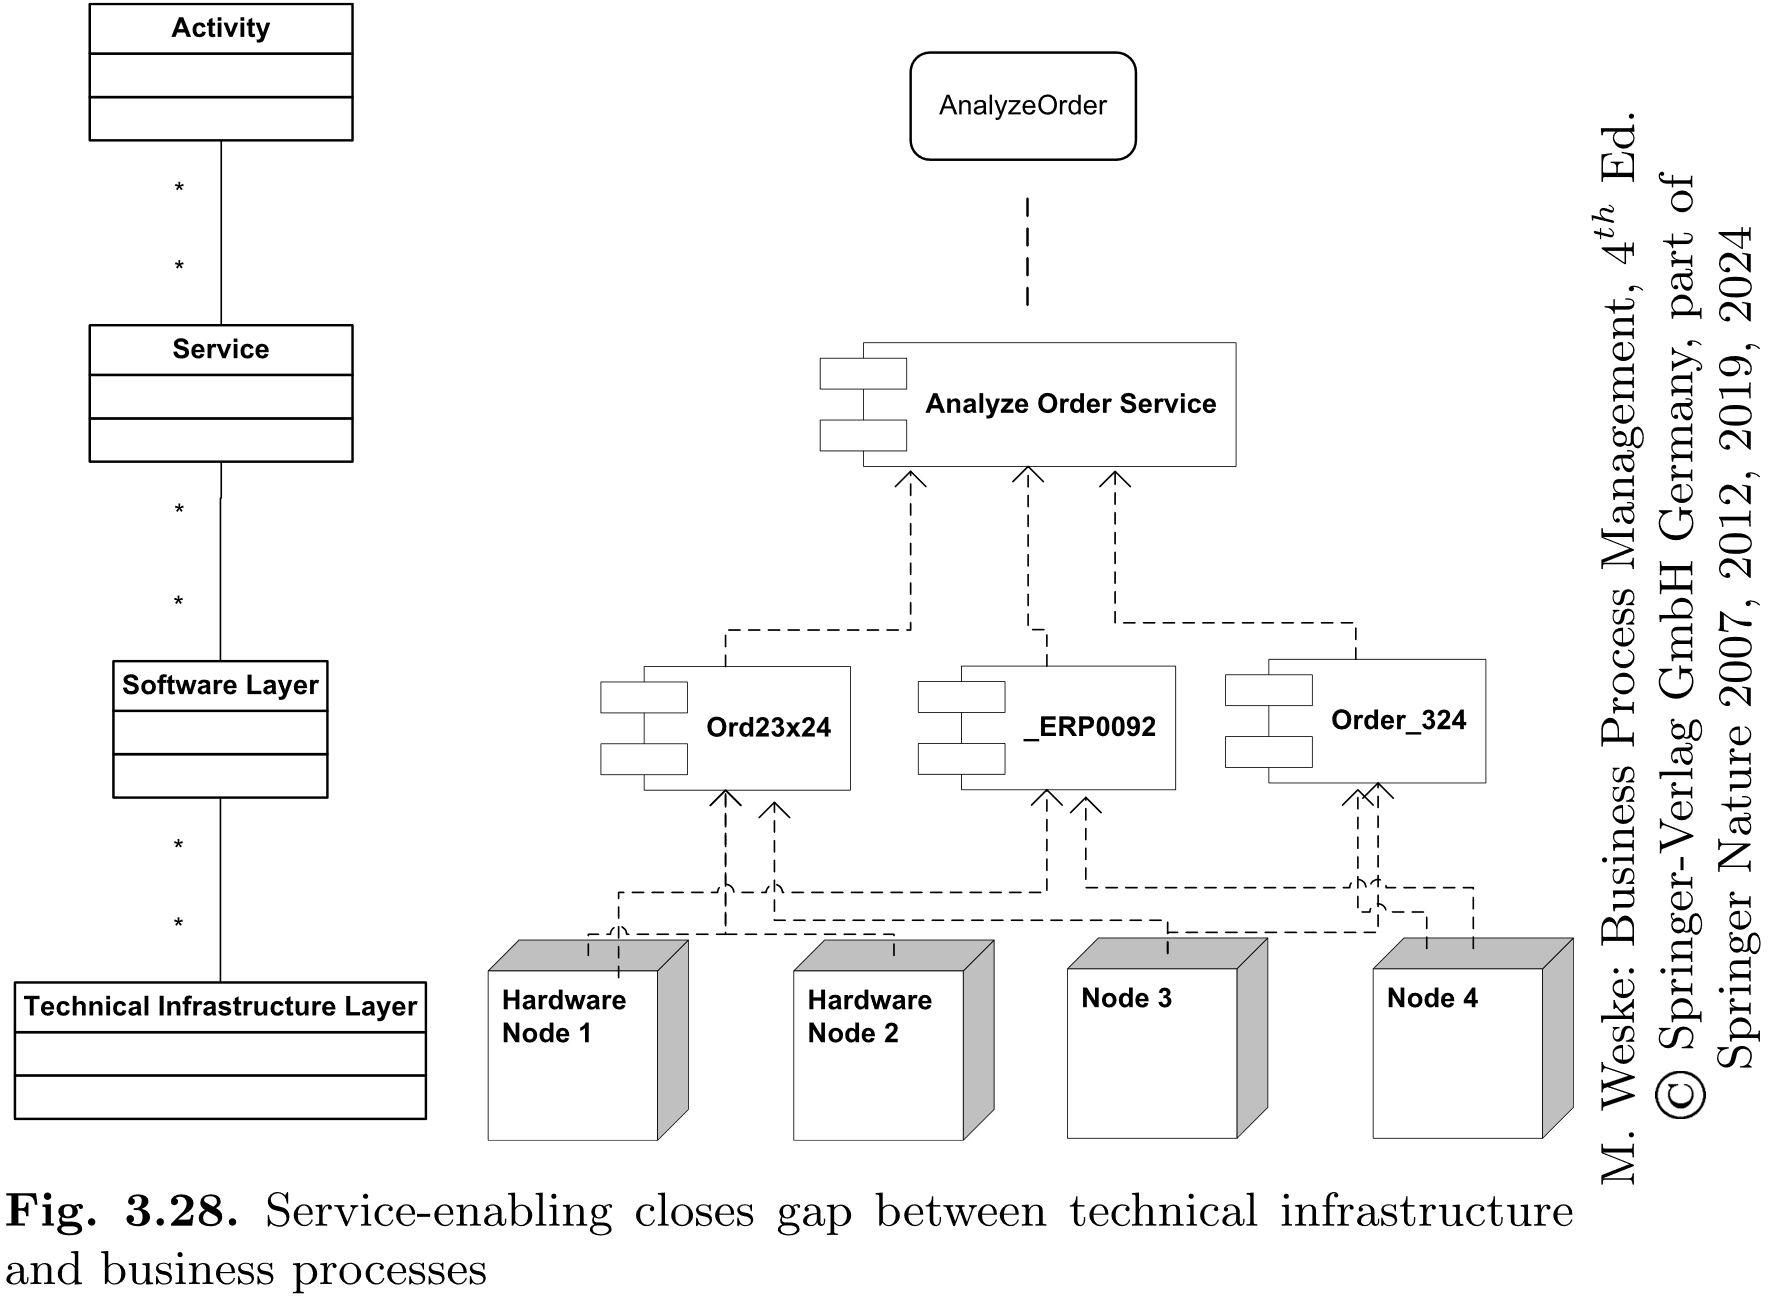 Activity
*
*
Service
*
*
Software Layer
*
*
Technical Infrastructure Layer
AnalyzeOrder
Analyze Order Service
Ord23x24
_ERP0092
Order_324
Hardware
Node 1
Hardware
Node 2
Node 3
Node 4
M. Weske: Business Process Management, 4th Ed.
© Springer-Verlag GmbH Germany, part of
Springer Nature 2007, 2012, 2019, 2024
Fig. 3.28. Service-enabling closes gap between technical infrastructure
and business processes